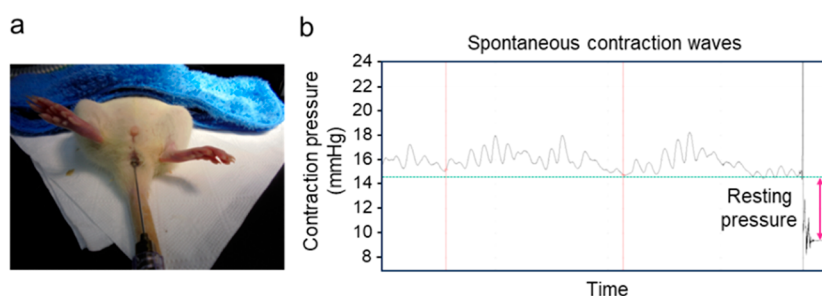 a
b
Spontaneous contraction waves
Contraction pressure
(mmHg)
24
22
20
18
16
14
12
10
8
Resting
pressure
Time